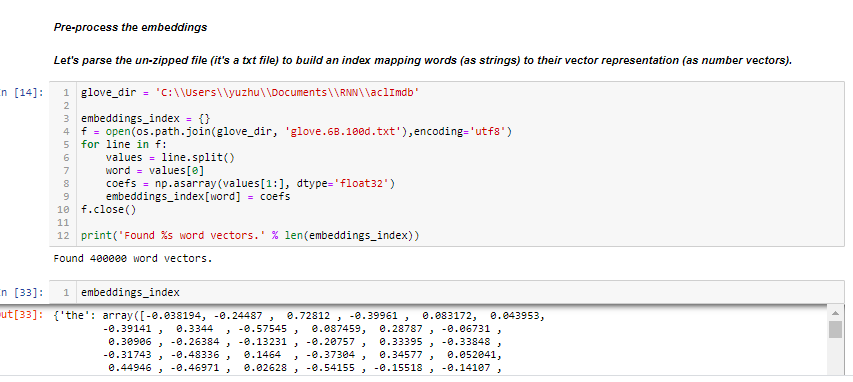 Pre-process the embeddings
Let's parse the un-zipped file (it's a txt file) to build an index mapping words (as strings) to their vector representation (as number vectors).
n [14]:
1 glove_dir = 'C:\\Users\\yuzhu\\Documents\\RNN\\aclImdb'
2
3 embeddings_index = {}
4 f = open(os.path.join(glove_dir, 'glove.6B.100d.txt'),encoding='utf8')
5 for line in f:
6     values = line.split()
7     word = values[0]
8     coefs = np.asarray(values[1:], dtype='float32')
9     embeddings_index[word] = coefs
10 f.close()
11
12 print('Found %s word vectors.' % len(embeddings_index))
Found 400000 word vectors.
n [33]: 1 embeddings_index
ut[33]: {'the': array([-0.038194, -0.24487 ,  0.72812 , -0.39961 ,  0.083172,  0.043953,
-0.39141 ,  0.3344  , -0.57545 ,  0.087459,  0.28787 , -0.06731 ,
0.30906 , -0.26384 , -0.13231 , -0.20757 ,  0.33395 , -0.33848 ,
-0.31743 , -0.48336 ,  0.1464  , -0.37304 ,  0.34577 ,  0.052041,
0.44946 , -0.46971 ,  0.02628 , -0.54155 , -0.15518 , -0.14107 ,